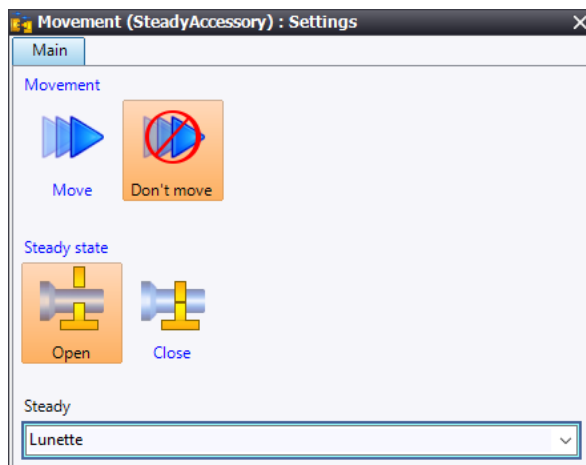 Movement (SteadyAccessory) : Settings
Main
Movement
Move Don't move
Steady state
Open Close
Steady
Lunette